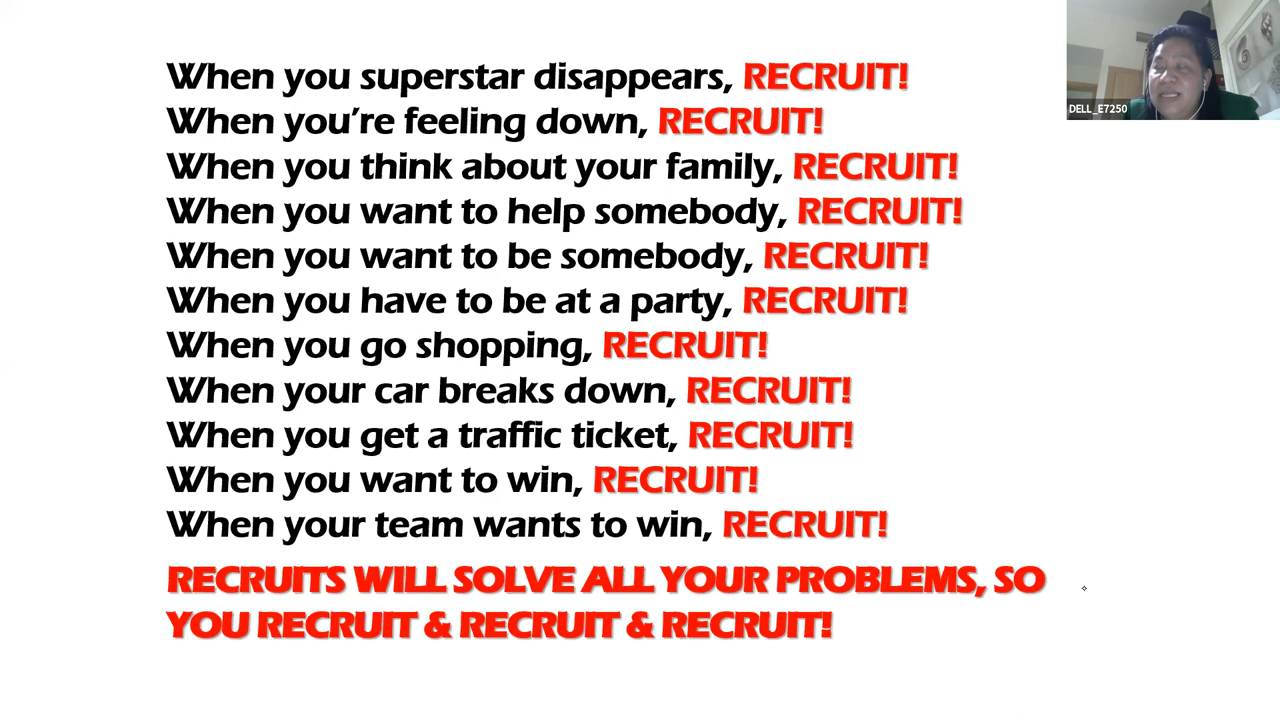 When you superstar disappears, RECRUIT!
When you're feeling down, RECRUIT!
When you think about your family, RECRUIT!
When you want to help somebody, RECRUIT!
When you want to be somebody, RECRUIT!
When you have to be at a party, RECRUIT!
When you go shopping, RECRUIT!
When your car breaks down, RECRUIT!
When you get a traffic ticket, RECRUIT!
When you want to win, RECRUIT!
When your team wants to win, RECRUIT!
RECRUITS WILL SOLVE ALL YOUR PROBLEMS, SO
YOU RECRUIT & RECRUIT & RECRUIT!
DELL_E7250